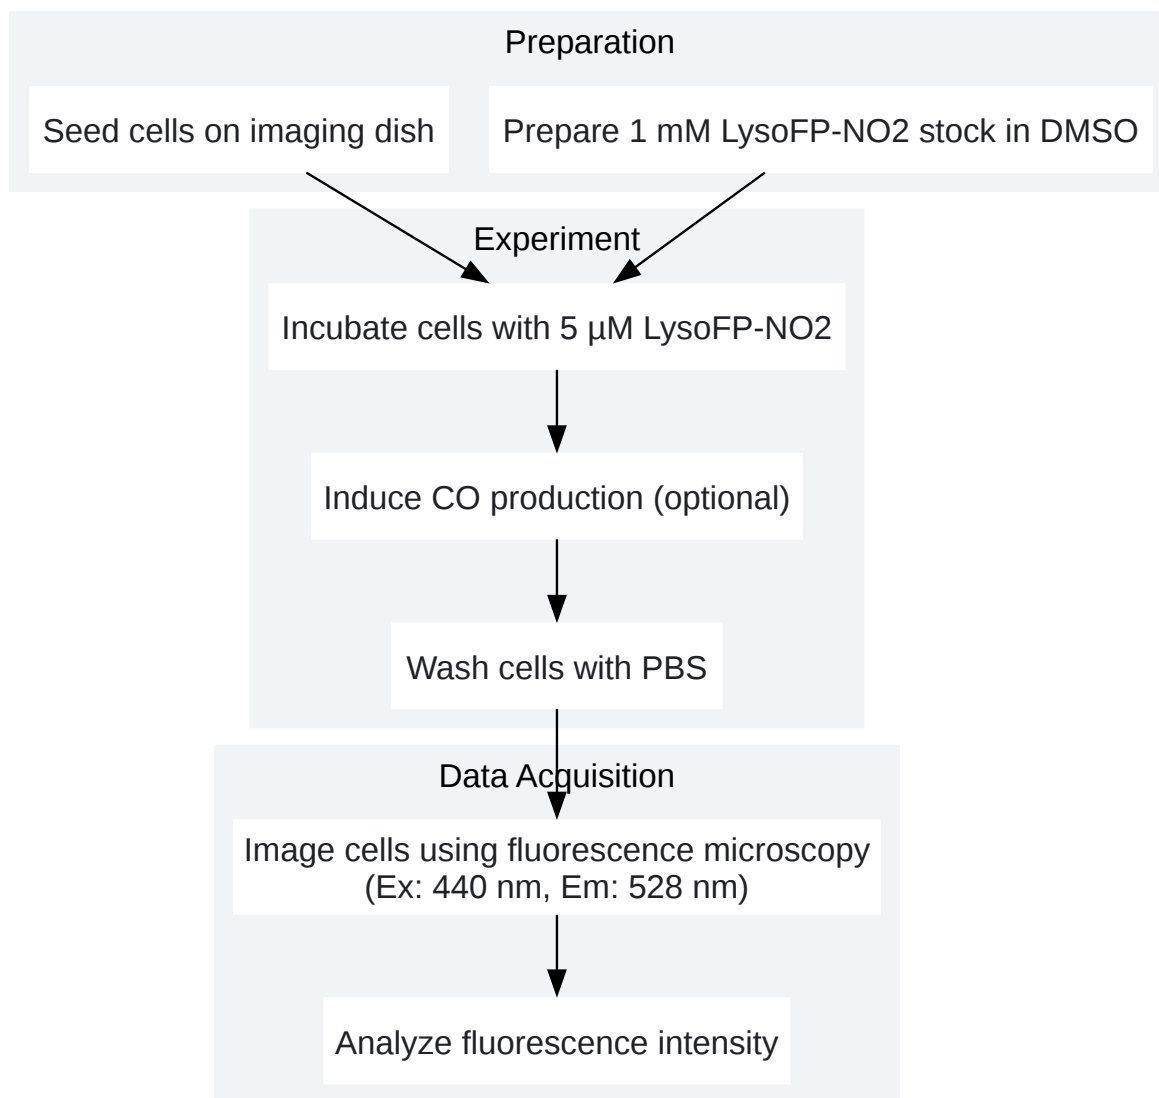 Preparation
Seed cells on imaging dish
Prepare 1 mM LysoFP-NO2 stock in DMSO
Experiment
Incubate cells with 5 µM LysoFP-NO2
Induce CO production (optional)
Wash cells with PBS
Data Acquisition
Image cells using fluorescence microscopy
(Ex: 440 nm, Em: 528 nm)
Analyze fluorescence intensity